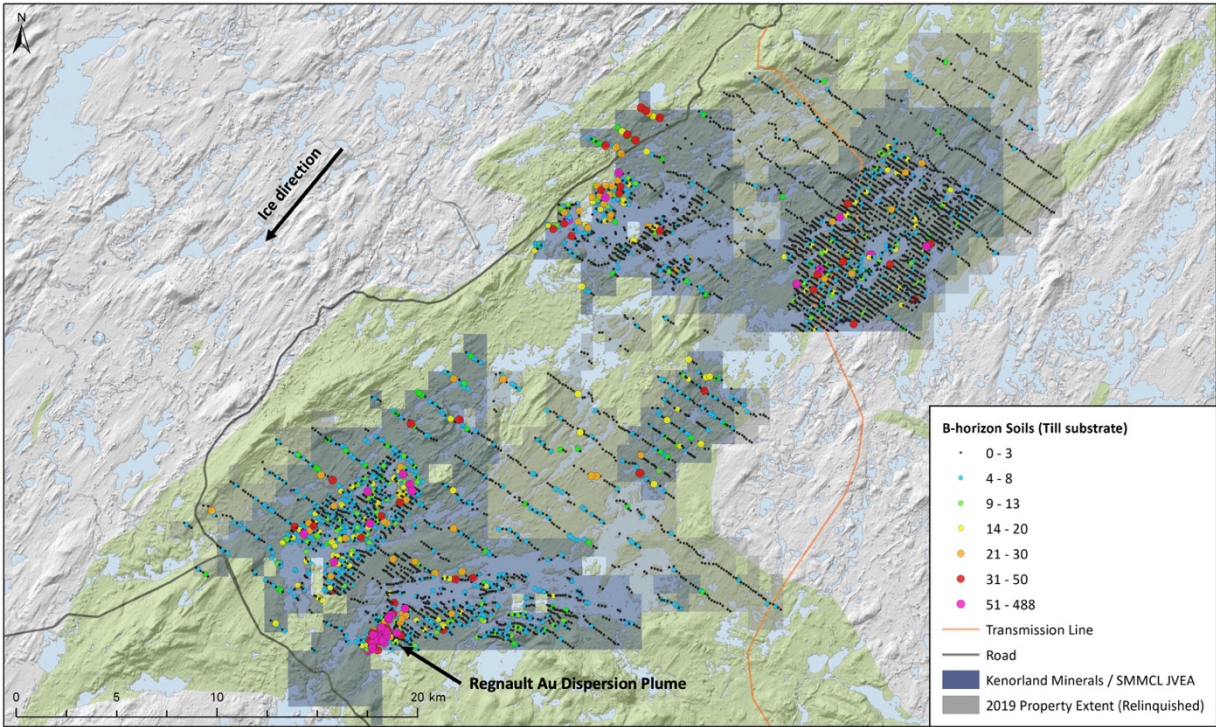 N
Ice direction
B-horizon Soils (Till substrate)
0 - 3
4 - 8
9 - 13
14 - 20
21 - 30
31 - 50
51 - 488
Transmission Line
Road
Kenorland Minerals / SMMCL JVEA
2019 Property Extent (Relinquished)
Regnault Au Dispersion Plume
0 10 20 km